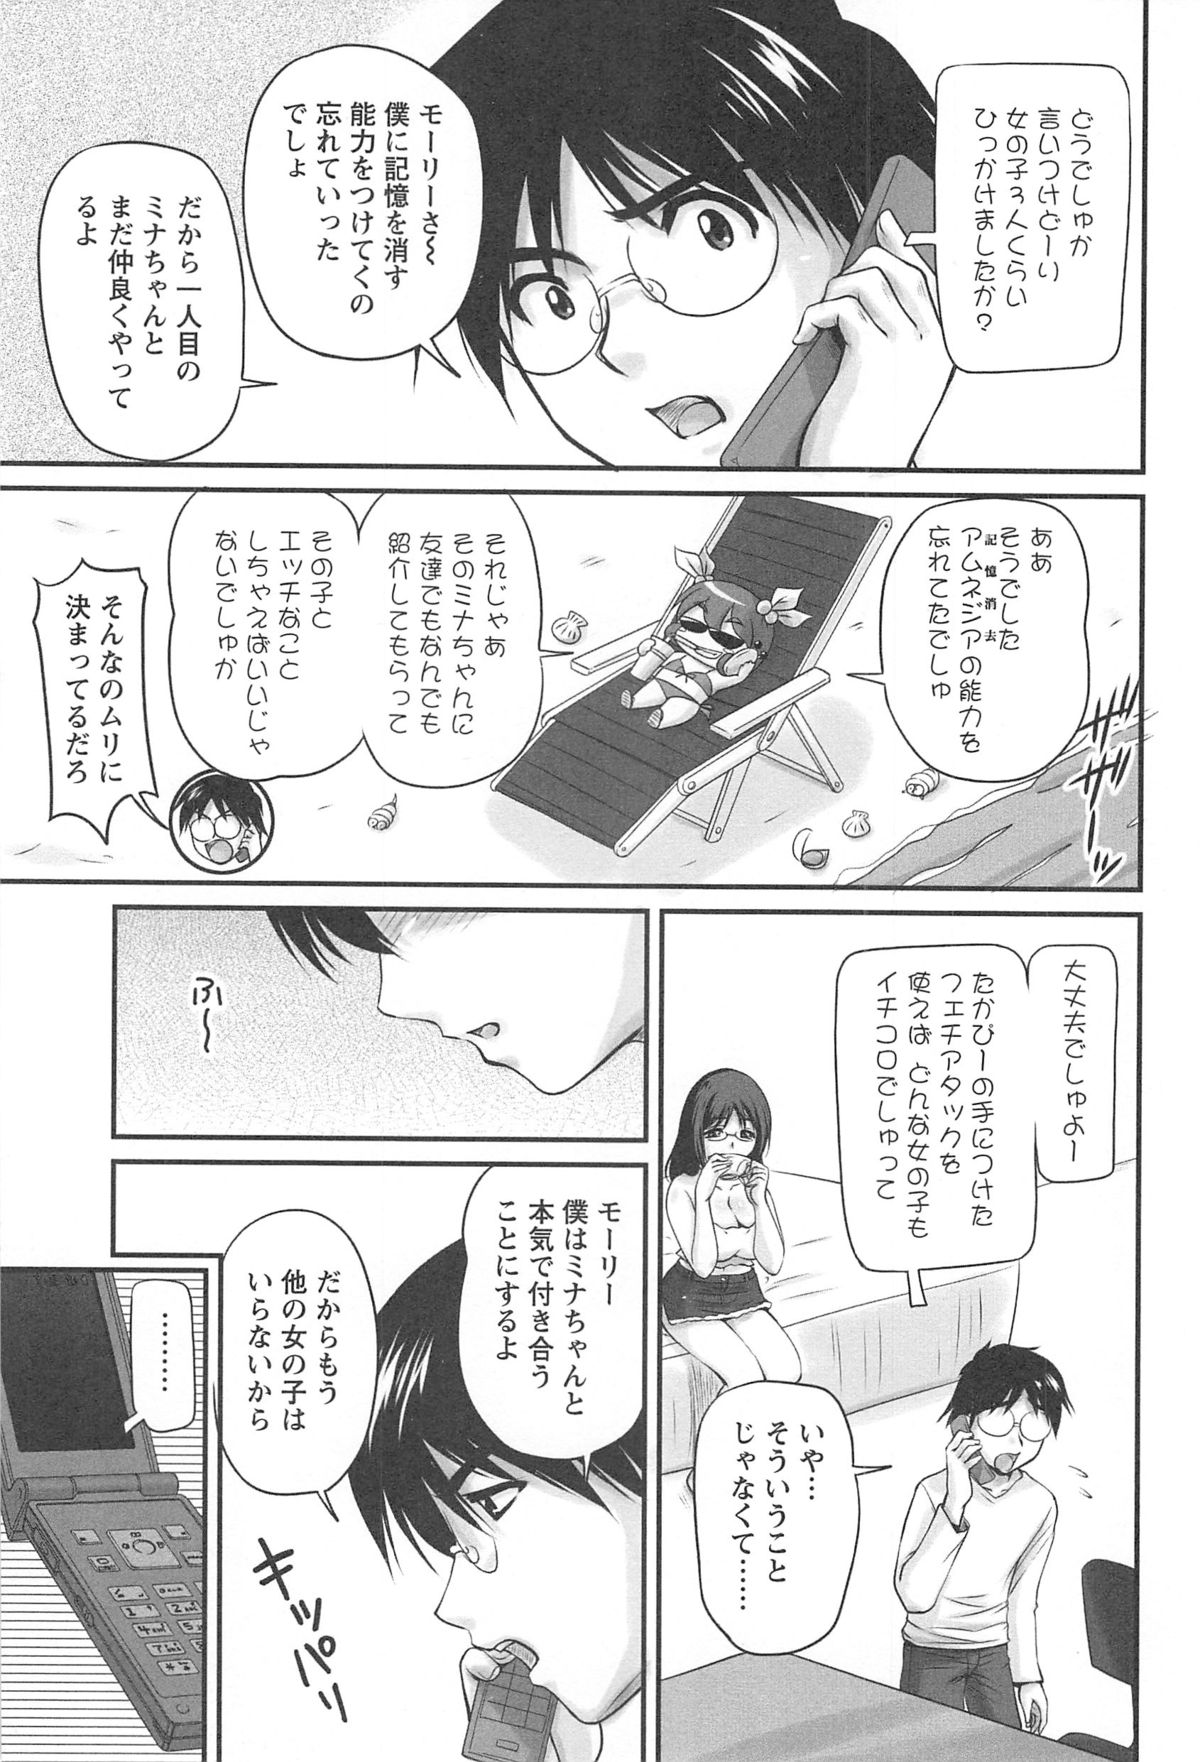 どうでしゅか
言いつけどーい
女の子3人くらい
ひっかけましたか？
モーリーさ～
僕に記憶を消す
能力をつけてくの
忘れていった
でしょ
だから一人目の
ミナちゃんと
まだ仲良くやって
るよ
ああ
そうでした
アムネジアの能力を
記憶消去
忘れてたでしゅ
ザザーッ
それじゃあ
そのミナちゃんに
友達でもなんでも
紹介してもらって
その子と
エッチなこと
しちゃえばいいじゃ
ないでしゅか
そんなのムリに
決まってるだろ
大丈夫でしゅよー
たかぴーの手につけた
フェチアタックを
使えば どんな女の子も
イチコロでしゅって
いや…
そういうこと
じゃなくて……
ふ～
モーリー
僕はミナちゃんと
本気で付き合う
ことにするよ
だからもう
他の女の子は
いらないから
キッパリ
………